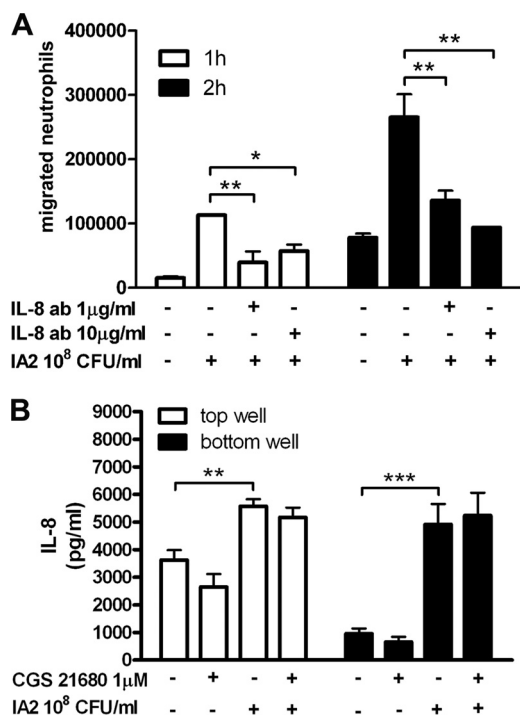 A
400000
300000
200000
100000
0
migrated neutrophils
1h
2h
* ** ** **
IL-8 ab 1µg/ml - - + - - - + -
IL-8 ab 10µg/ml - - - + - - - +
IA2 10⁸ CFU/ml - + + + - + + +
B
9000
8000
7000
6000
5000
4000
3000
2000
1000
0
IL-8
(pg/ml)
top well
bottom well
** ***
CGS 21680 1µM - + - + - - - +
IA2 10⁸ CFU/ml - - + + - - + +